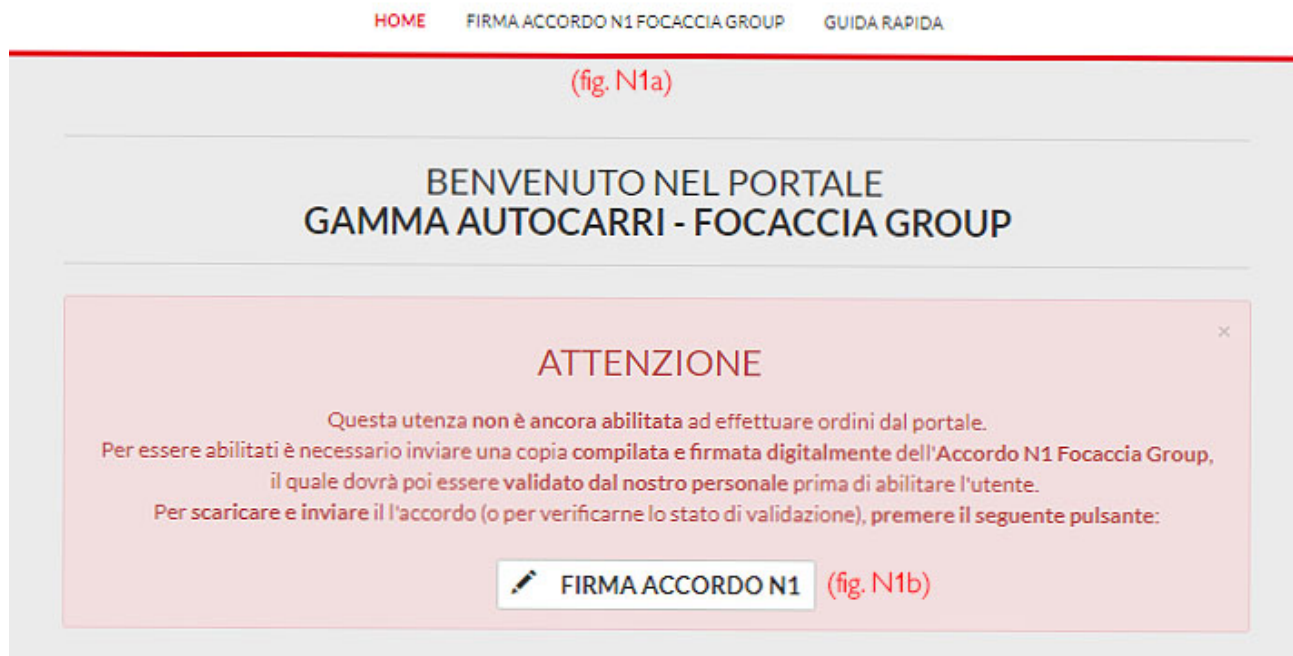 HOME FIRMA ACCORDO N1 FOCACCIA GROUP GUIDA RAPIDA
(fig. N1a)
BENVENUTO NEL PORTALE
GAMMA AUTOCARRI - FOCACCIA GROUP
×
ATTENZIONE
Questa utenza non è ancora abilitata ad effettuare ordini dal portale.
Per essere abilitati è necessario inviare una copia compilata e firmata digitalmente dell'Accordo N1 Focaccia Group,
il quale dovrà poi essere validato dal nostro personale prima di abilitare l'utente.
Per scaricare e inviare il l'accordo (o per verificarne lo stato di validazione), premere il seguente pulsante:
FIRMA ACCORDO N1 (fig. N1b)